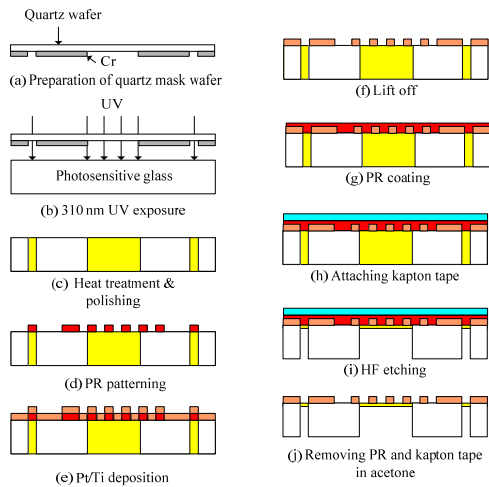 Quartz wafer
Cr
(a) Preparation of quartz mask wafer
UV
Photosensitive glass
(b) 310 nm UV exposure
(c) Heat treatment &
polishing
(d) PR patterning
(e) Pt/Ti deposition
(f) Lift off
(g) PR coating
(h) Attaching kapton tape
(i) HF etching
(j) Removing PR and kapton tape
in acetone